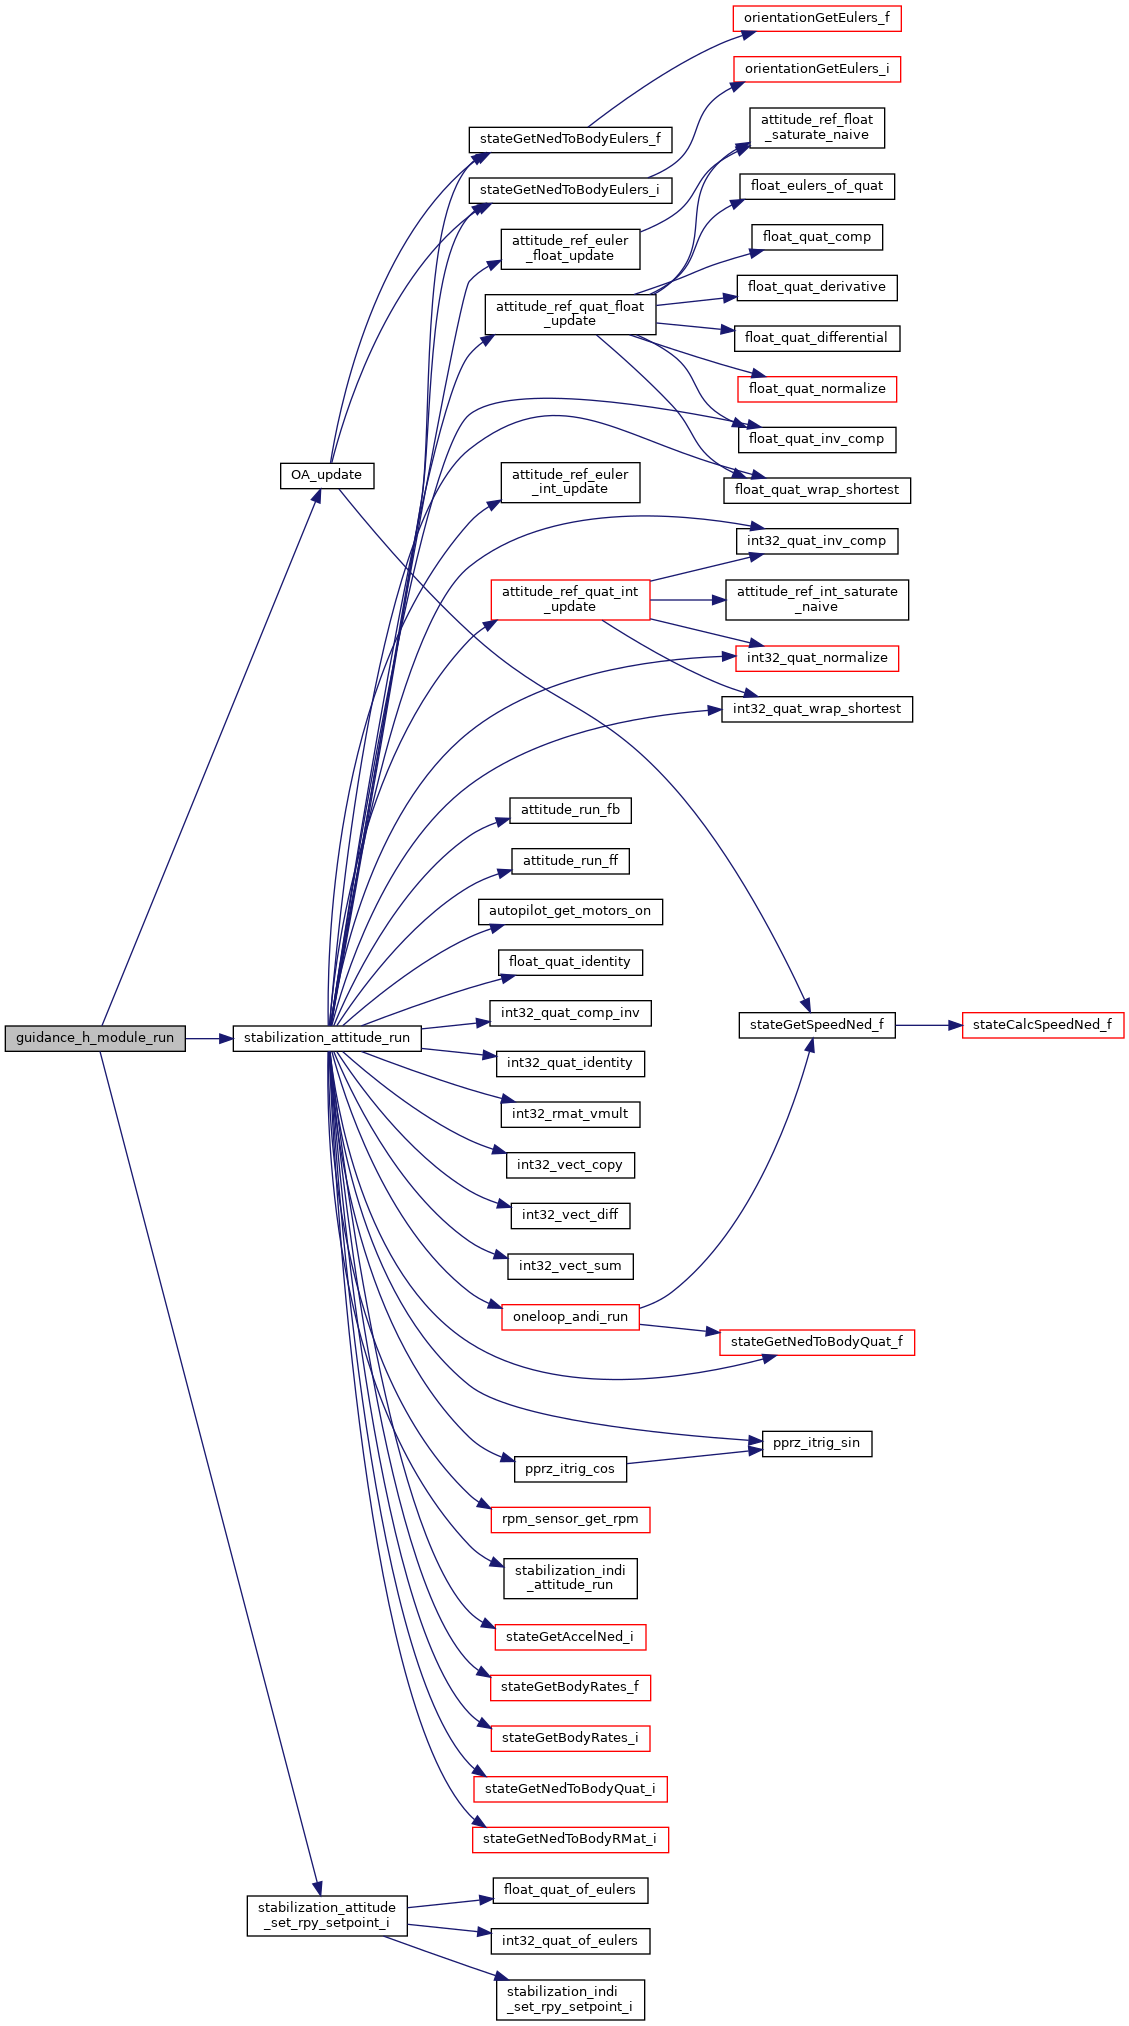 orientationGetEulers_f
orientationGetEulers_i
attitude_ref_float
_saturate_naive
stateGetNedToBodyEulers_f
stateGetNedToBodyEulers_i
float_eulers_of_quat
attitude_ref_euler
_float_update
float_quat_comp
float_quat_derivative
attitude_ref_quat_float
_update
float_quat_differential
float_quat_normalize
float_quat_inv_comp
OA_update
attitude_ref_euler
_int_update
float_quat_wrap_shortest
int32_quat_inv_comp
attitude_ref_quat_int
_update
attitude_ref_int_saturate
_naive
int32_quat_normalize
int32_quat_wrap_shortest
attitude_run_fb
attitude_run_ff
autopilot_get_motors_on
float_quat_identity
int32_quat_comp_inv
guidance_h_module_run
stabilization_attitude_run
stateGetSpeedNed_f
stateCalcSpeedNed_f
int32_quat_identity
int32_rmat_vmult
int32_vect_copy
int32_vect_diff
int32_vect_sum
oneloop_andi_run
stateGetNedToBodyQuat_f
pprz_itrig_sin
pprz_itrig_cos
rpm_sensor_get_rpm
stabilization_indi
_attitude_run
stateGetAccelNed_i
stateGetBodyRates_f
stateGetBodyRates_i
stateGetNedToBodyQuat_i
stateGetNedToBodyRMat_i
float_quat_of_eulers
stabilization_attitude
_set_rpy_setpoint_i
int32_quat_of_eulers
stabilization_indi
_set_rpy_setpoint_i